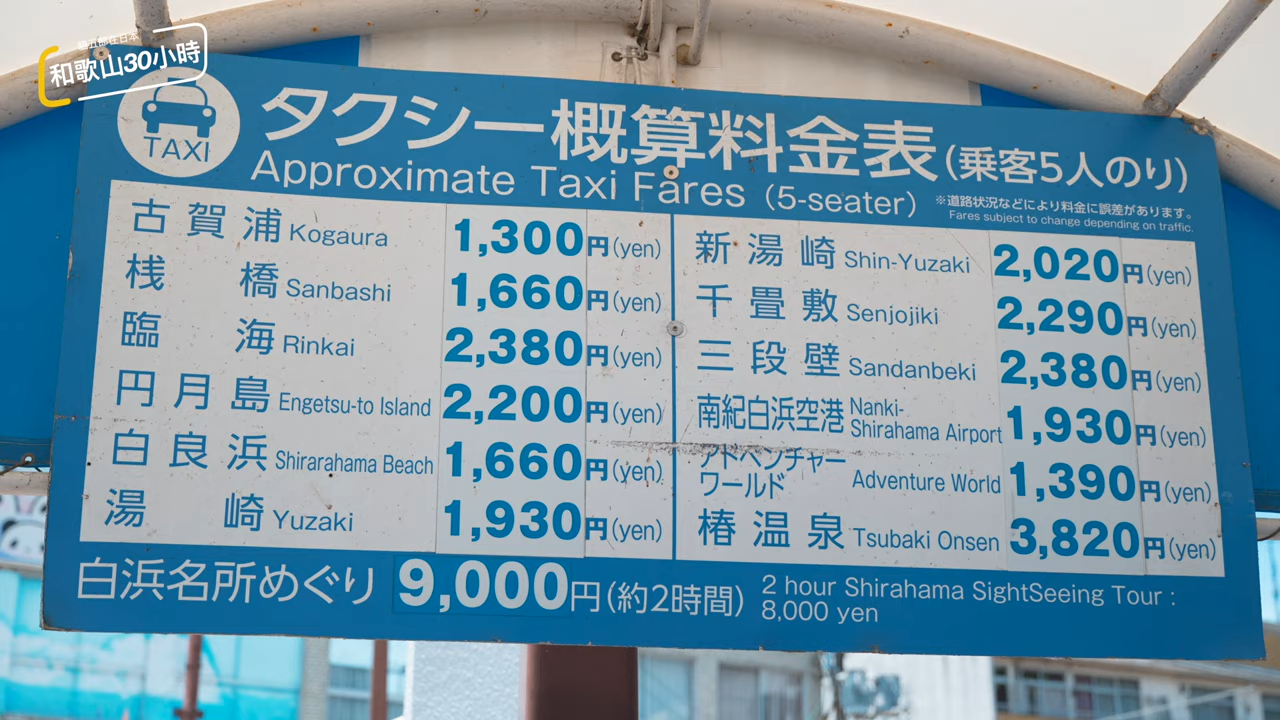 第五郎在日本
和歌山30小時
TAXI
タクシー概算料金表(乗客5人のり)
Approximate Taxi Fares (5-seater)
※道路状況などにより料金に誤差があります。
Fares subject to change depending on traffic.
古賀浦 Kogaura 1,300円(yen)
桟橋 Sanbashi 1,660円(yen)
臨海 Rinkai 2,380円(yen)
円月島 Engetsu-to Island 2,200円(yen)
白良浜 Shirarahama Beach 1,660円(yen)
湯崎 Yuzaki 1,930円(yen)
新湯崎 Shin-Yuzaki 2,020円(yen)
千畳敷 Senjojiki 2,290円(yen)
三段壁 Sandanbeki 2,380円(yen)
南紀白浜空港 Nanki-
Shirahama Airport 1,930円(yen)
アドベンチャー
ワールド Adventure World 1,390円(yen)
椿温泉 Tsubaki Onsen 3,820円(yen)
白浜名所めぐり 9,000円(約2時間)
2 hour Shirahama SightSeeing Tour :
8,000 yen